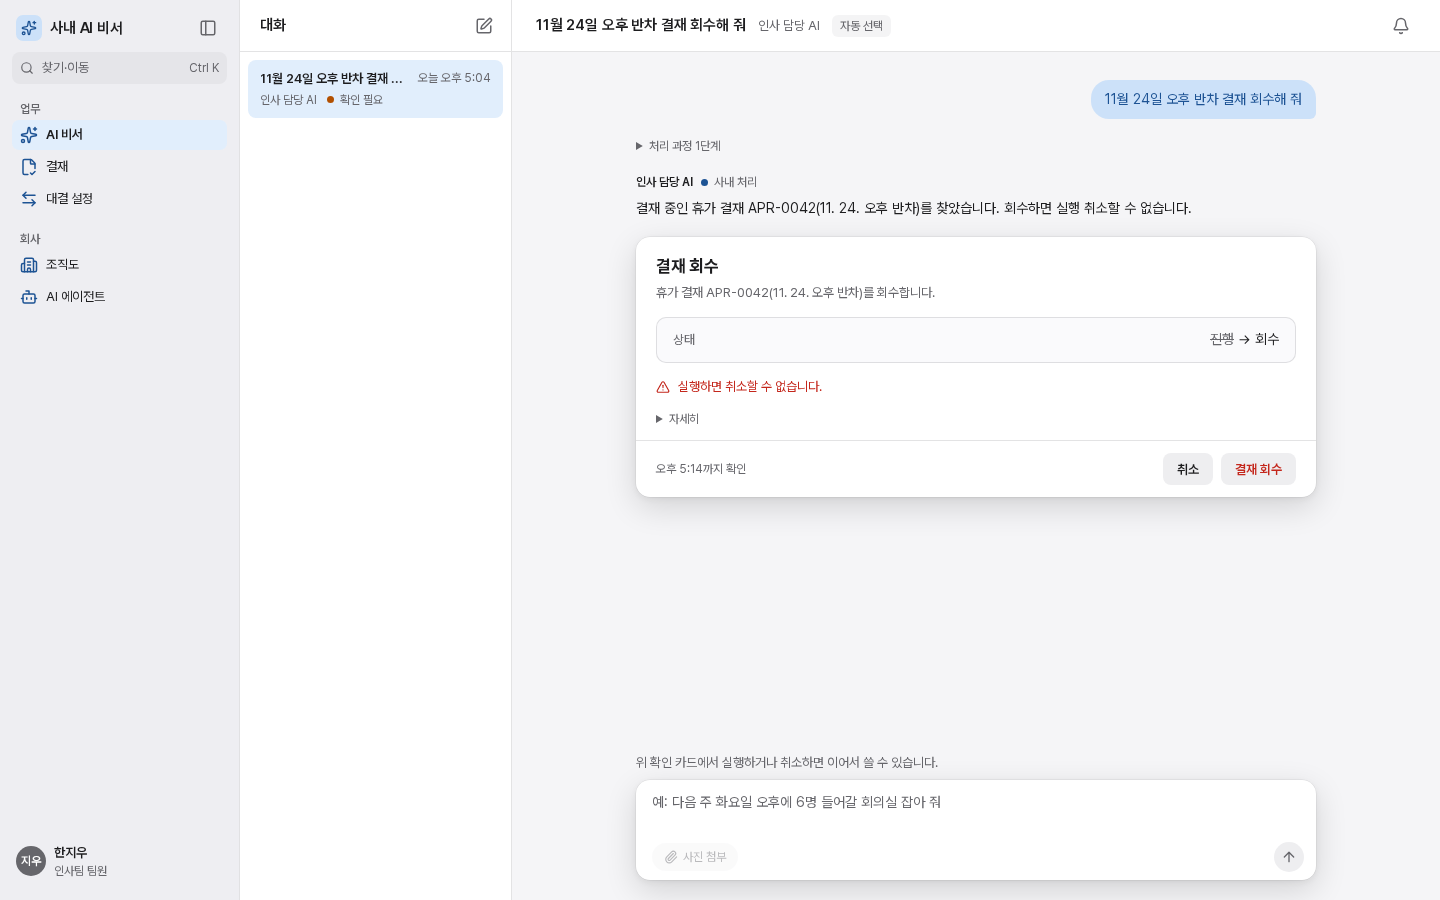 사내 AI 비서
찾기·이동 Ctrl K
업무
AI 비서
결재
대결 설정
회사
조직도
AI 에이전트
지우
한지우
인사팀 팀원
대화
11월 24일 오후 반차 결재 ... 오늘 오후 5:04
인사 담당 AI 확인 필요
11월 24일 오후 반차 결재 회수해 줘 인사 담당 AI 자동 선택
11월 24일 오후 반차 결재 회수해 줘
처리 과정 1단계
인사 담당 AI 사내 처리
결재 중인 휴가 결재 APR-0042(11. 24. 오후 반차)를 찾았습니다. 회수하면 실행 취소할 수 없습니다.
결재 회수
휴가 결재 APR-0042(11. 24. 오후 반차)를 회수합니다.
상태 진행 → 회수
실행하면 취소할 수 없습니다.
자세히
오후 5:14까지 확인 취소 결재 회수
위 확인 카드에서 실행하거나 취소하면 이어서 쓸 수 있습니다.
예: 다음 주 화요일 오후에 6명 들어갈 회의실 잡아 줘
사진 첨부